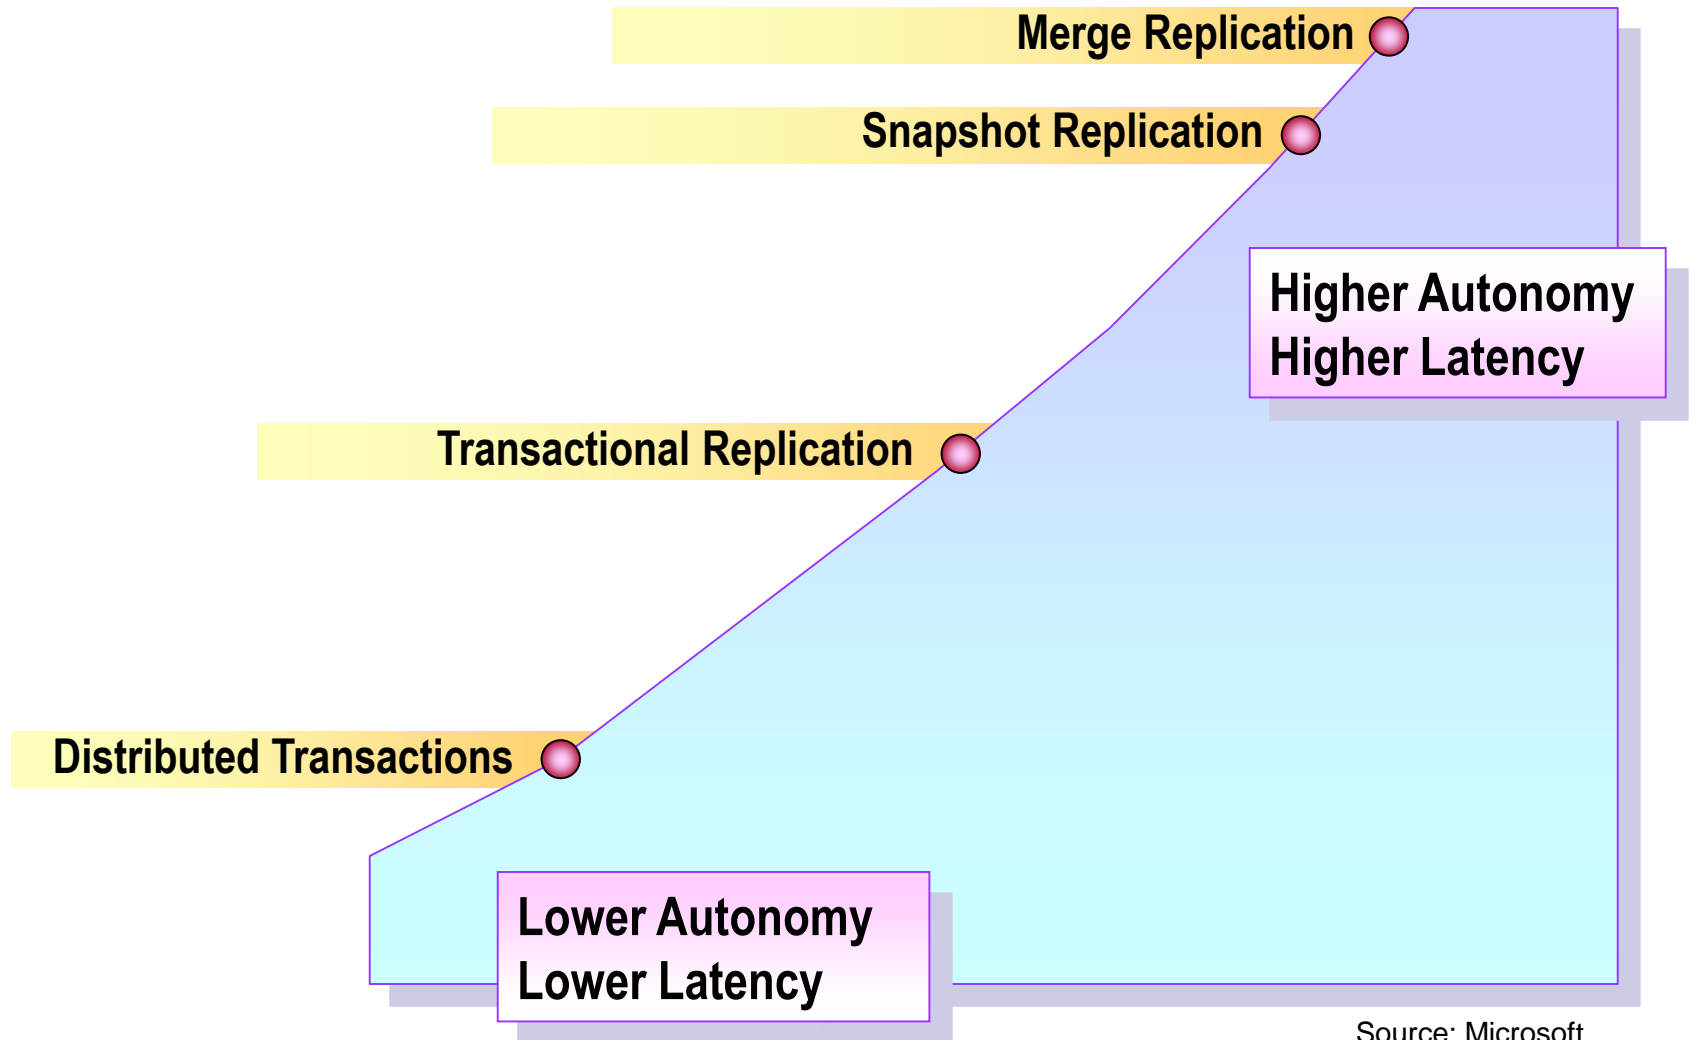 Merge Replication
Snapshot Replication
Higher Autonomy
Higher Latency
Transactional Replication
Distributed Transactions
Lower Autonomy
Lower Latency
Source: Microsoft